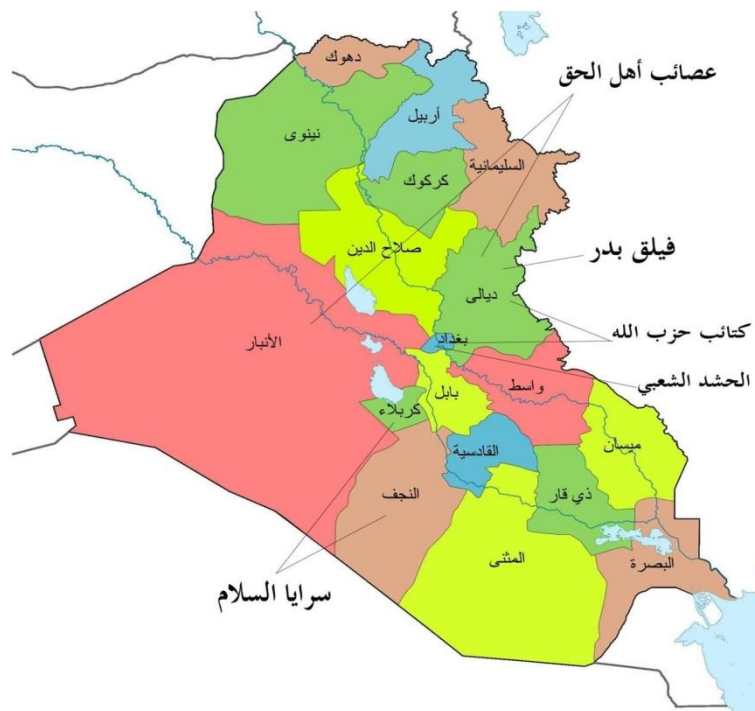 دهوك
عصائب أهل الحق
أربيل
نينوى
السليمانية
كركوك
صلاح الدين
فيلق بدر
ديالى
كتائب حزب الله
بغداد
الأنبار
الحشد الشعبي
واسط
بابل
كربلاء
ميسان
القادسية
النجف
ذي قار
المثنى
البصرة
سرايا السلام